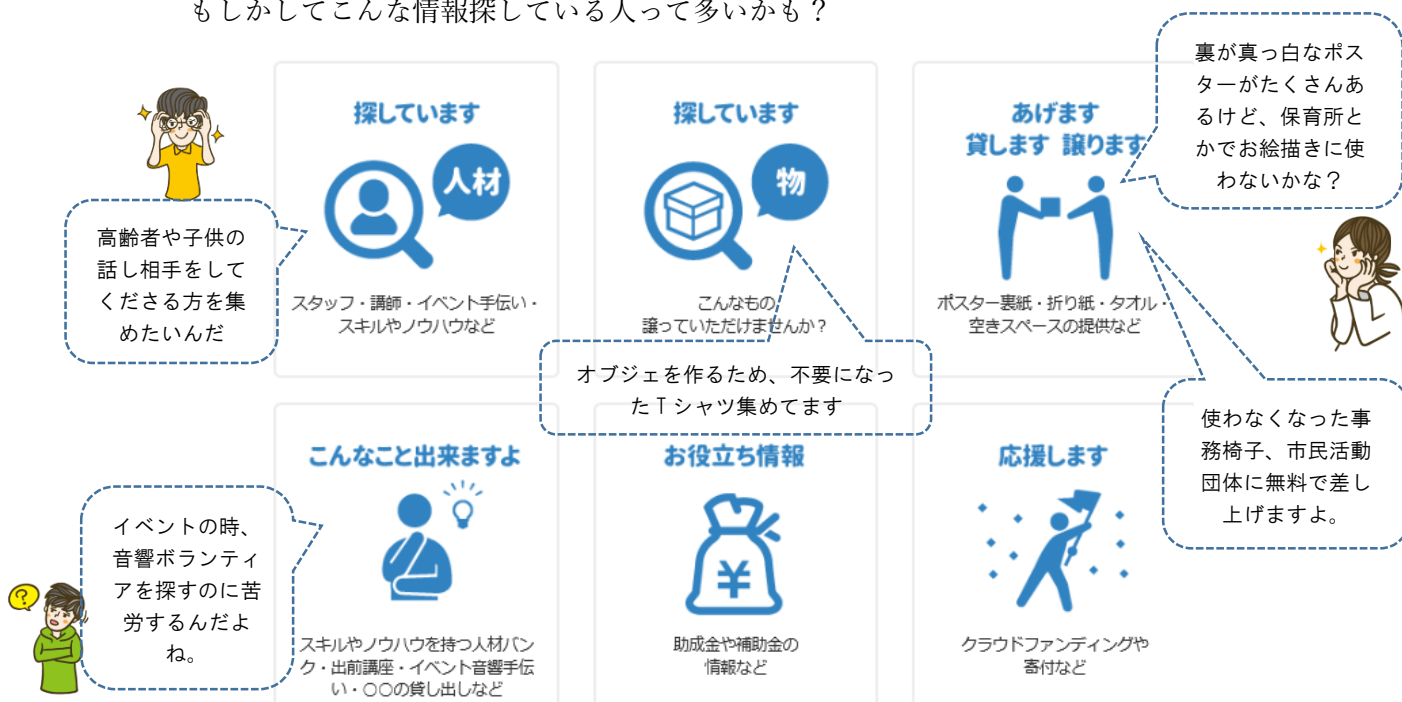 もしかしてこんな情報探している人って多いかも？
探しています
人材
スタッフ・講師・イベント手伝い・
スキルやノウハウなど
高齢者や子供の
話し相手をして
くださる方を集
めたいんだ
探しています
物
こんなもの
譲っていただけませんか？
オブジェを作るため、不要になっ
たＴシャツ集めてます
あげます
貸します 譲ります
ポスター裏紙・折り紙・タオル・
空きスペースの提供など
裏が真っ白なポス
ターがたくさんあ
るけど、保育所と
かでお絵描きに使
わないかな？
使わなくなった事
務椅子、市民活動
団体に無料で差し
上げますよ。
こんなこと出来ますよ
スキルやノウハウを持つ人材バン
ク・出前講座・イベント音響手伝
い・〇〇の貸し出しなど
イベントの時、
音響ボランティ
アを探すのに苦
労するんだよ
ね。
?
お役立ち情報
¥
助成金や補助金の
情報など
応援します
クラウドファンディングや
寄付など